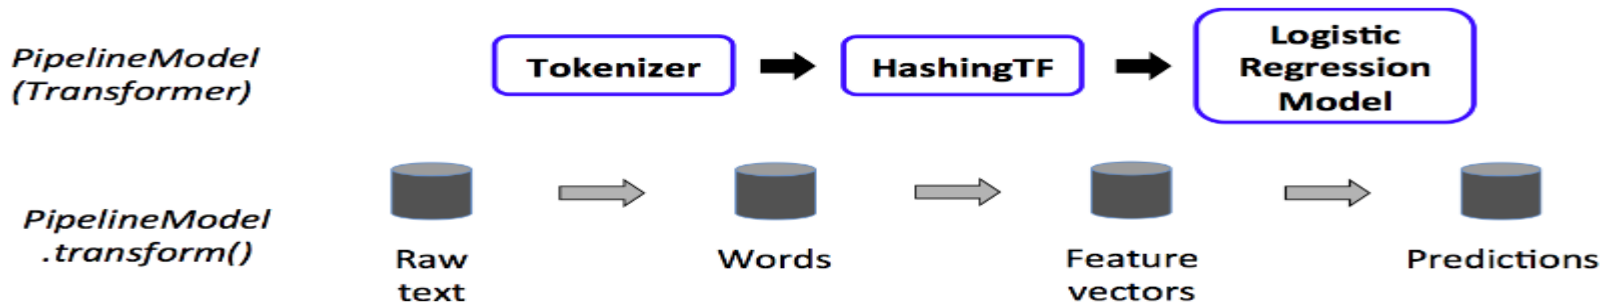 PipelineModel
(Transformer)
Tokenizer
HashingTF
Logistic
Regression
Model
PipelineModel
.transform()
Raw
text
Words
Feature
vectors
Predictions